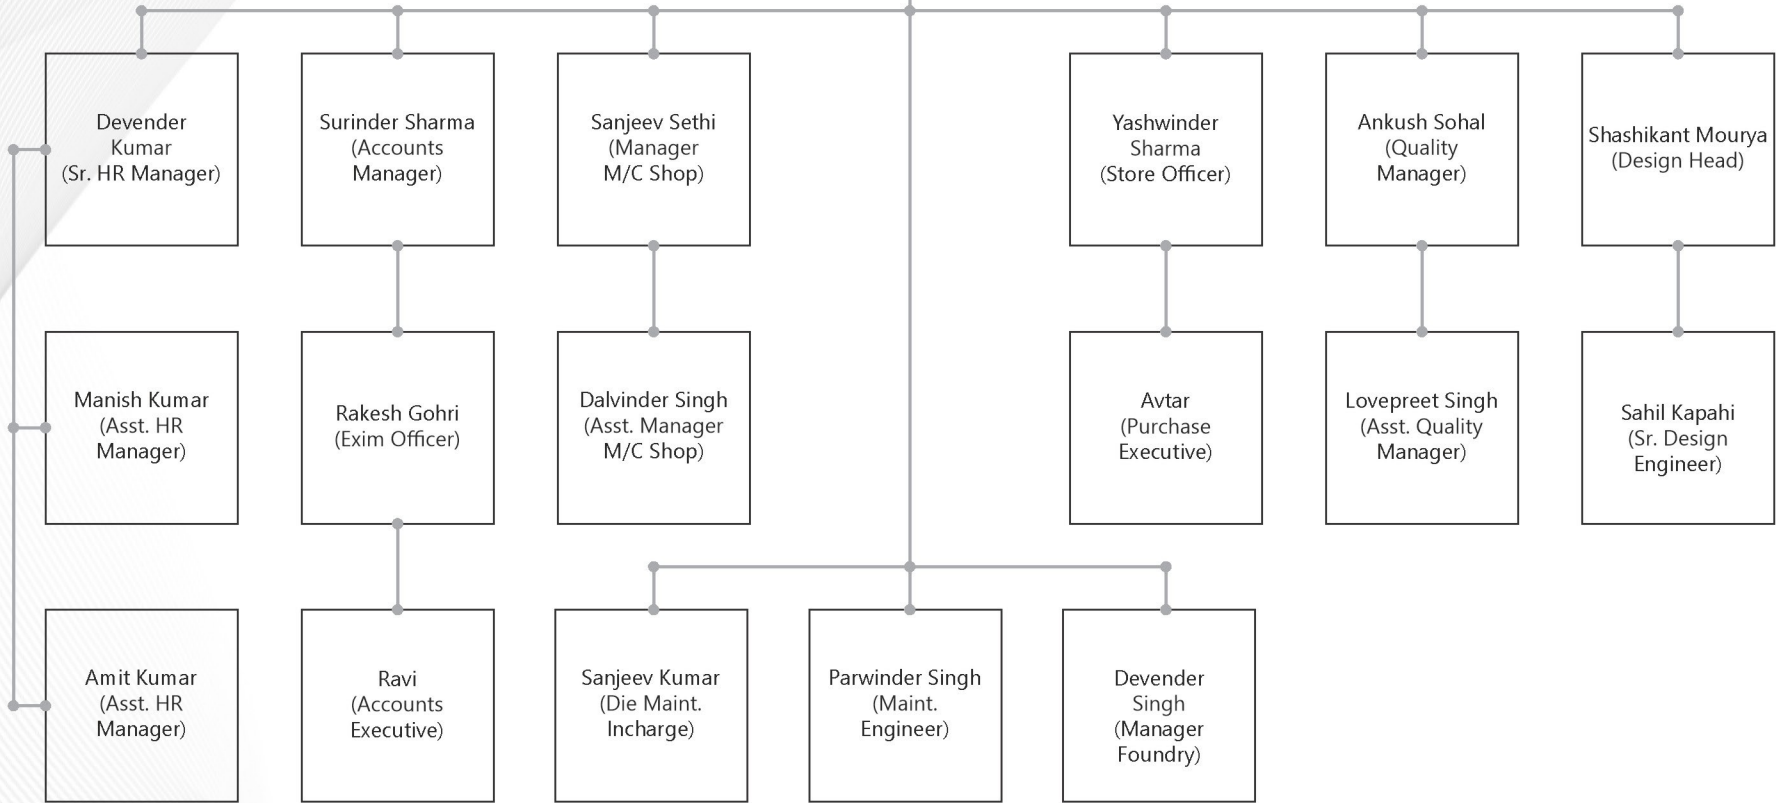 Devender
Kumar
(Sr. HR Manager)
Surinder Sharma
(Accounts
Manager)
Sanjeev Sethi
(Manager
M/C Shop)
Yashwinder
Sharma
(Store Officer)
Ankush Sohal
(Quality
Manager)
Shashikant Mourya
(Design Head)
Manish Kumar
(Asst. HR
Manager)
Rakesh Gohri
(Exim Officer)
Dalvinder Singh
(Asst. Manager
M/C Shop)
Avtar
(Purchase
Executive)
Lovepreet Singh
(Asst. Quality
Manager)
Sahil Kapahi
(Sr. Design
Engineer)
Amit Kumar
(Asst. HR
Manager)
Ravi
(Accounts
Executive)
Sanjeev Kumar
(Die Maint.
Incharge)
Parwinder Singh
(Maint.
Engineer)
Devender
Singh
(Manager
Foundry)